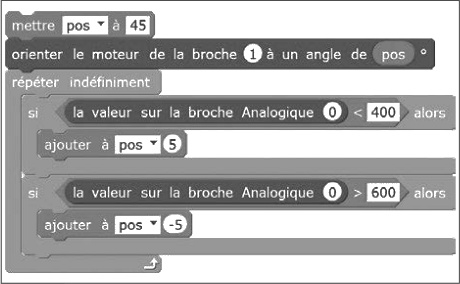 mettre pos à 45
orienter le moteur de la broche 1 à un angle de pos °
répéter indéfiniment
si la valeur sur la broche Analogique 0 < 400 alors
ajouter à pos 5
si la valeur sur la broche Analogique 0 > 600 alors
ajouter à pos -5